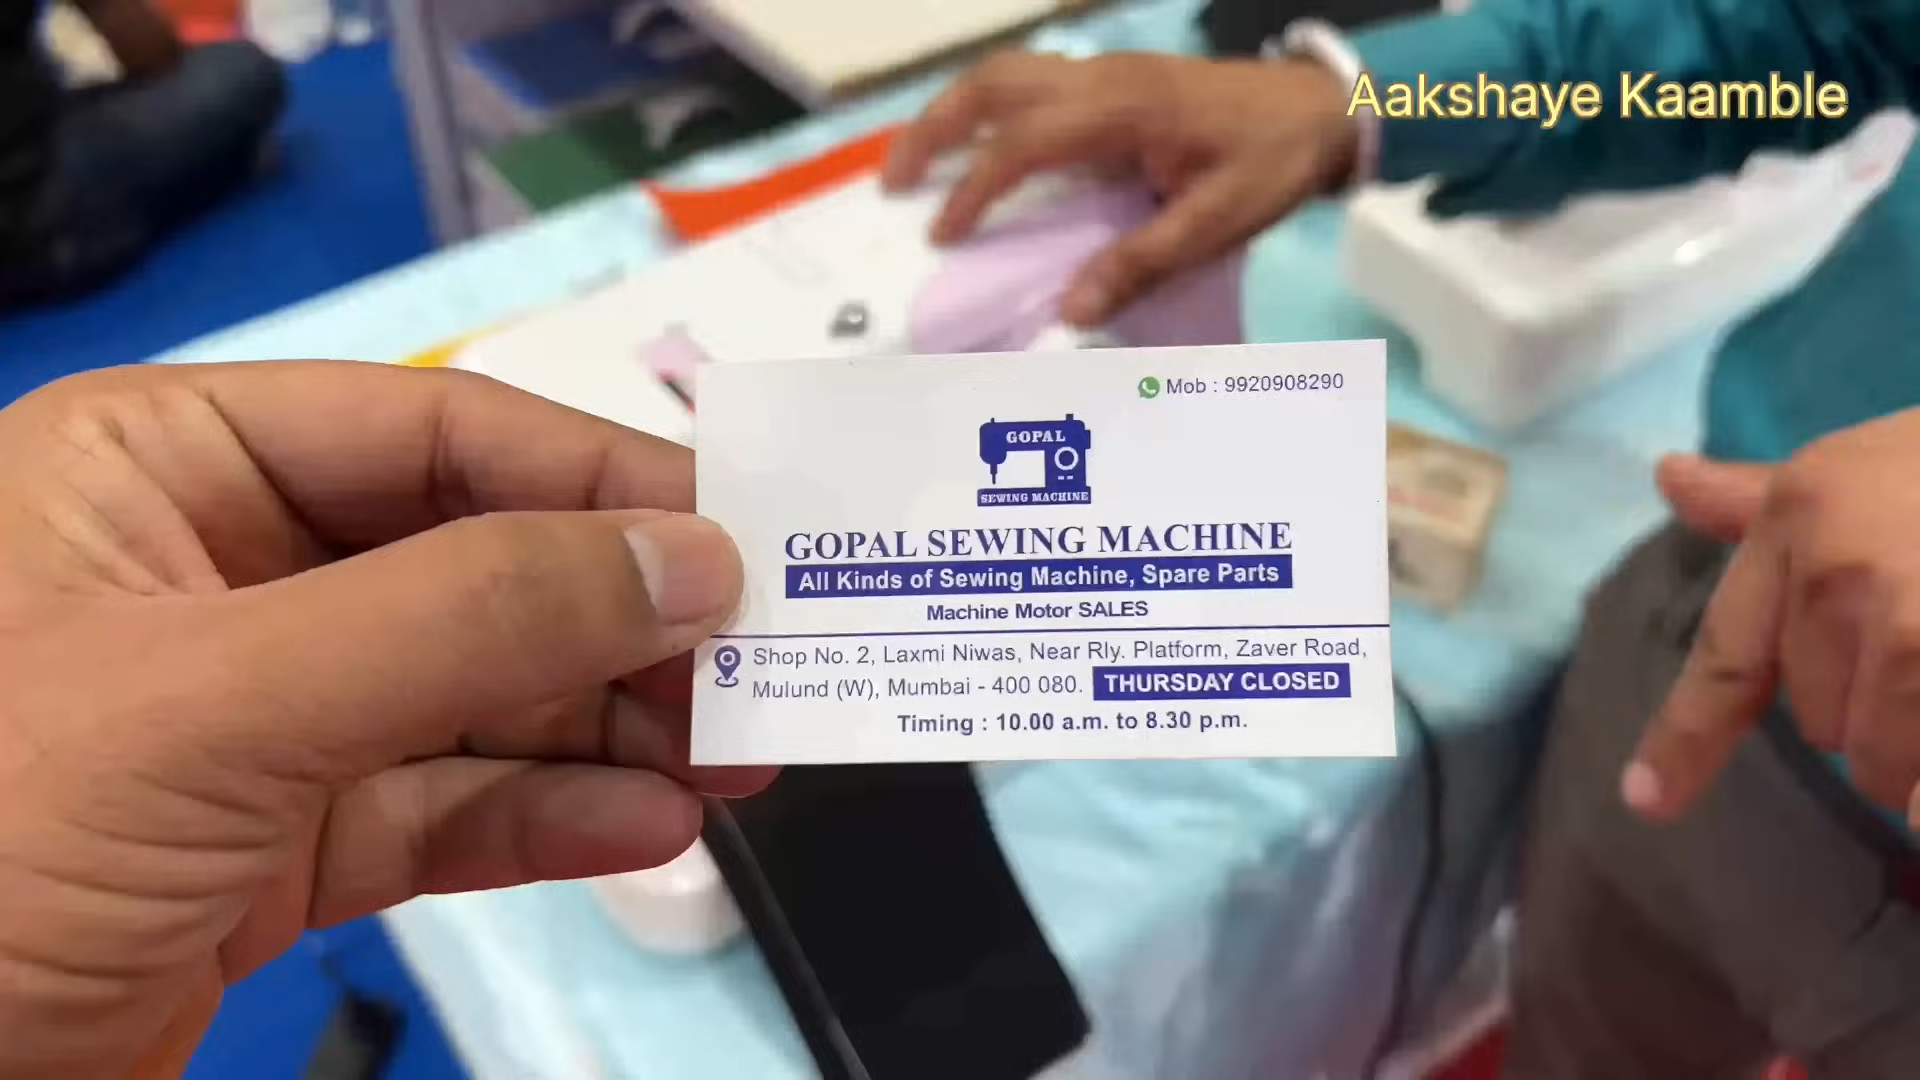 Aakshaye Kaamble
Mob : 9920908290
GOPAL
SEWING MACHINE
GOPAL SEWING MACHINE
All Kinds of Sewing Machine, Spare Parts
Machine Motor SALES
Shop No. 2, Laxmi Niwas, Near Rly. Platform, Zaver Road,
Mulund (W), Mumbai - 400 080. THURSDAY CLOSED
Timing : 10.00 a.m. to 8.30 p.m.